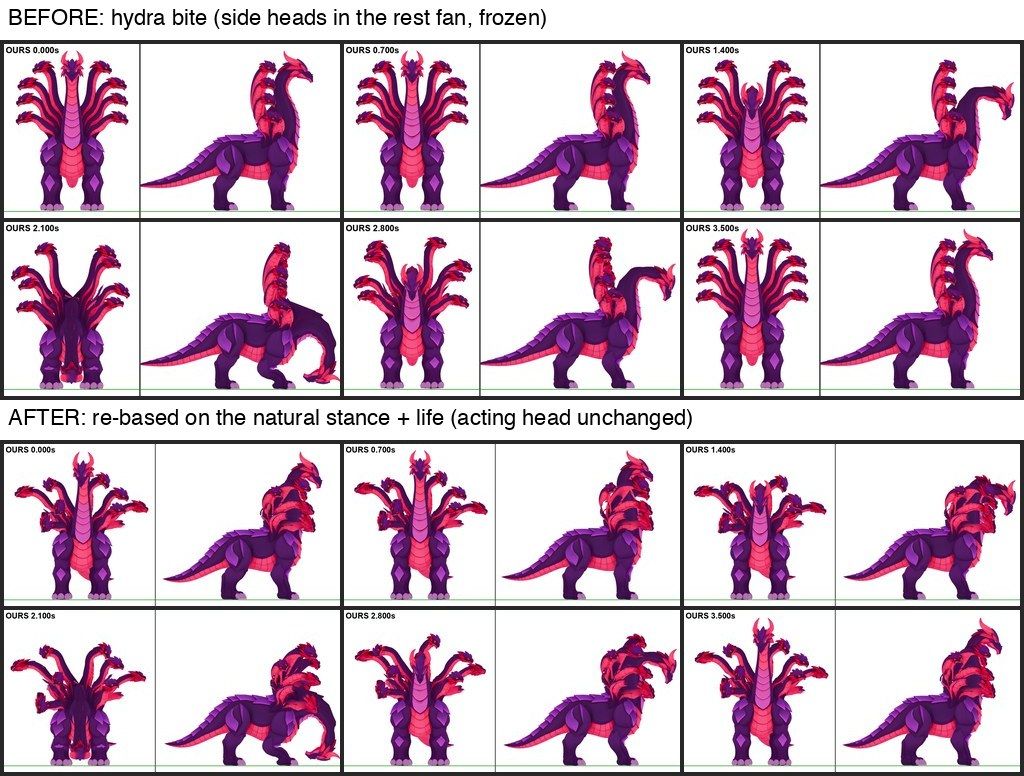 BEFORE: hydra bite (side heads in the rest fan, frozen)
OURS 0.000s
OURS 0.700s
OURS 1.400s
OURS 2.100s
OURS 2.800s
OURS 3.500s
AFTER: re-based on the natural stance + life (acting head unchanged)
OURS 0.000s
OURS 0.700s
OURS 1.400s
OURS 2.100s
OURS 2.800s
OURS 3.500s